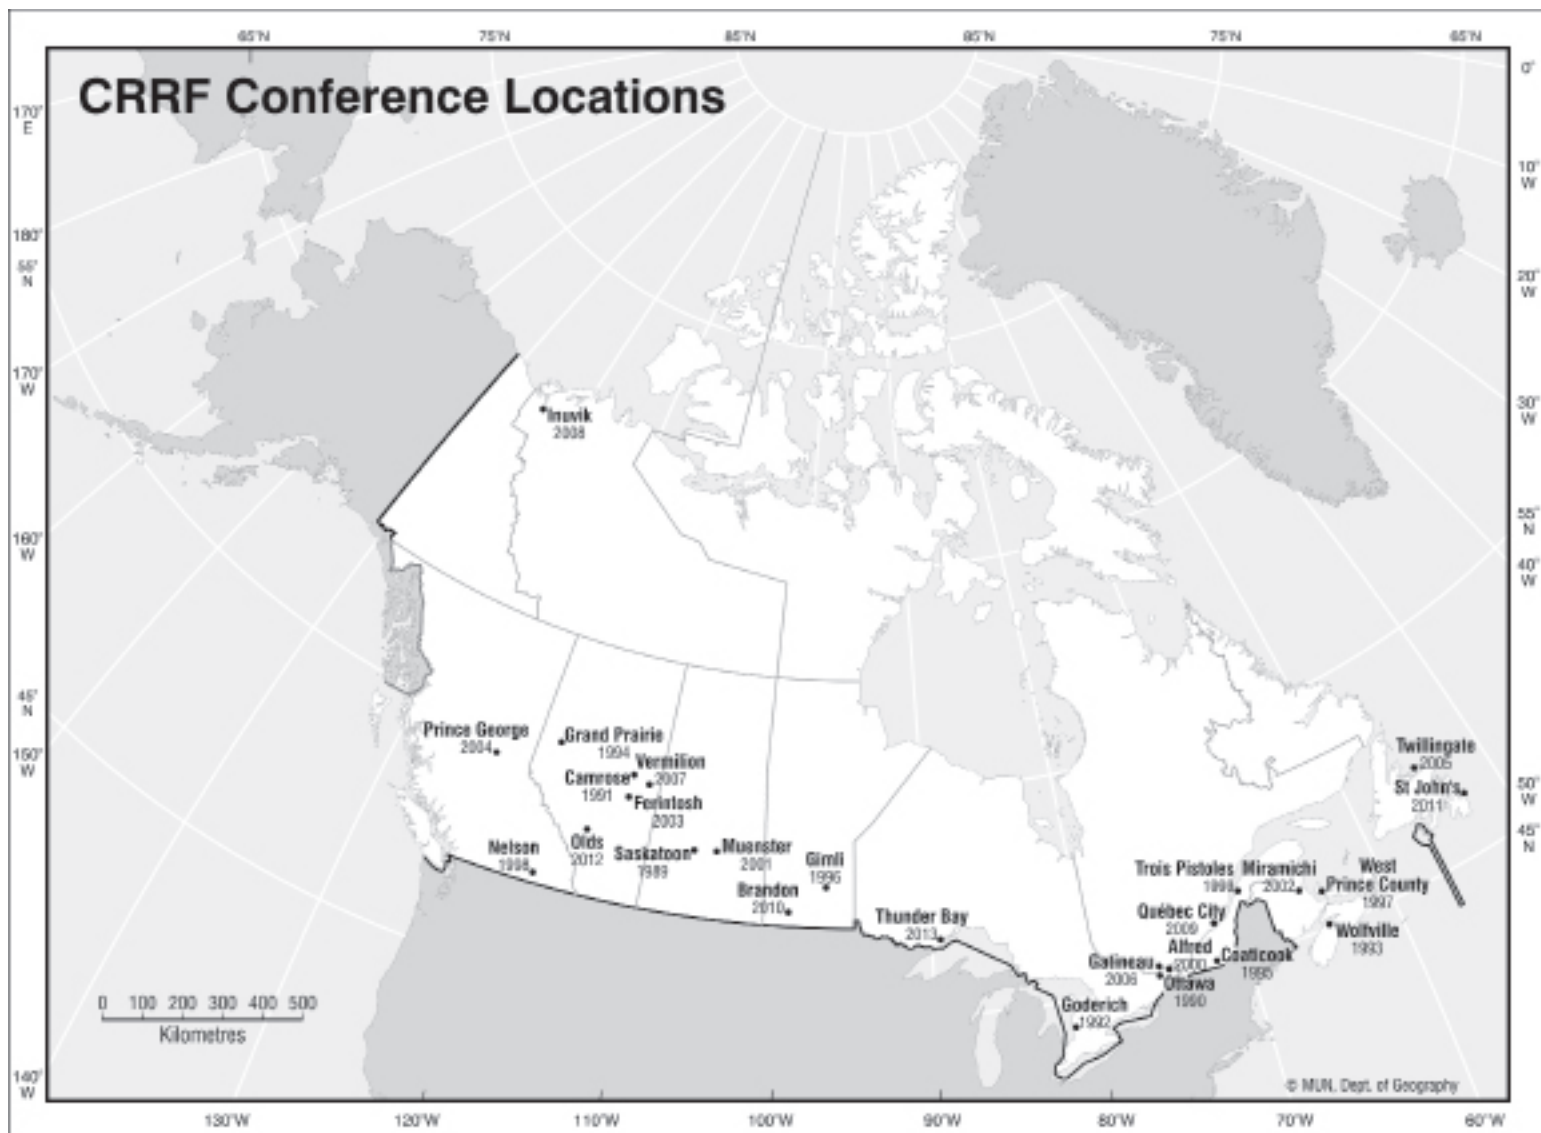 65°N
75°N
85°N
85°N
75°N
65°N
CRRF Conference Locations
0°
170°
E
10°
W
180°
55°
N
20°
W
170°
W
30°
W
Inuvik
2008
55°
N
160°
W
40°
W
45°
N
150°
W
Prince George
2004
Grand Prairie
1994
Vermilion
2007
Camrose
1991
Ferintosh
2003
Twillingate
2005
St John's
2011
50°
W
45°
N
Nelson
1998
Olds
2012
Saskatoon
1989
Muenster
2001
Gimli
1996
Brandon
2010
Trois Pistoles
Miramichi
2002
West
Prince County
1997
Thunder Bay
2013
Québec City
2009
Wolfville
1993
Alfred
2000
Coaticook
1995
Gatineau
2006
Ottawa
1990
Goderich
1992
0 100 200 300 400 500
Kilometres
140°
W
© MUN, Dept. of Geography
130°W
120°W
110°W
100°W
90°W
80°W
70°W
60°W